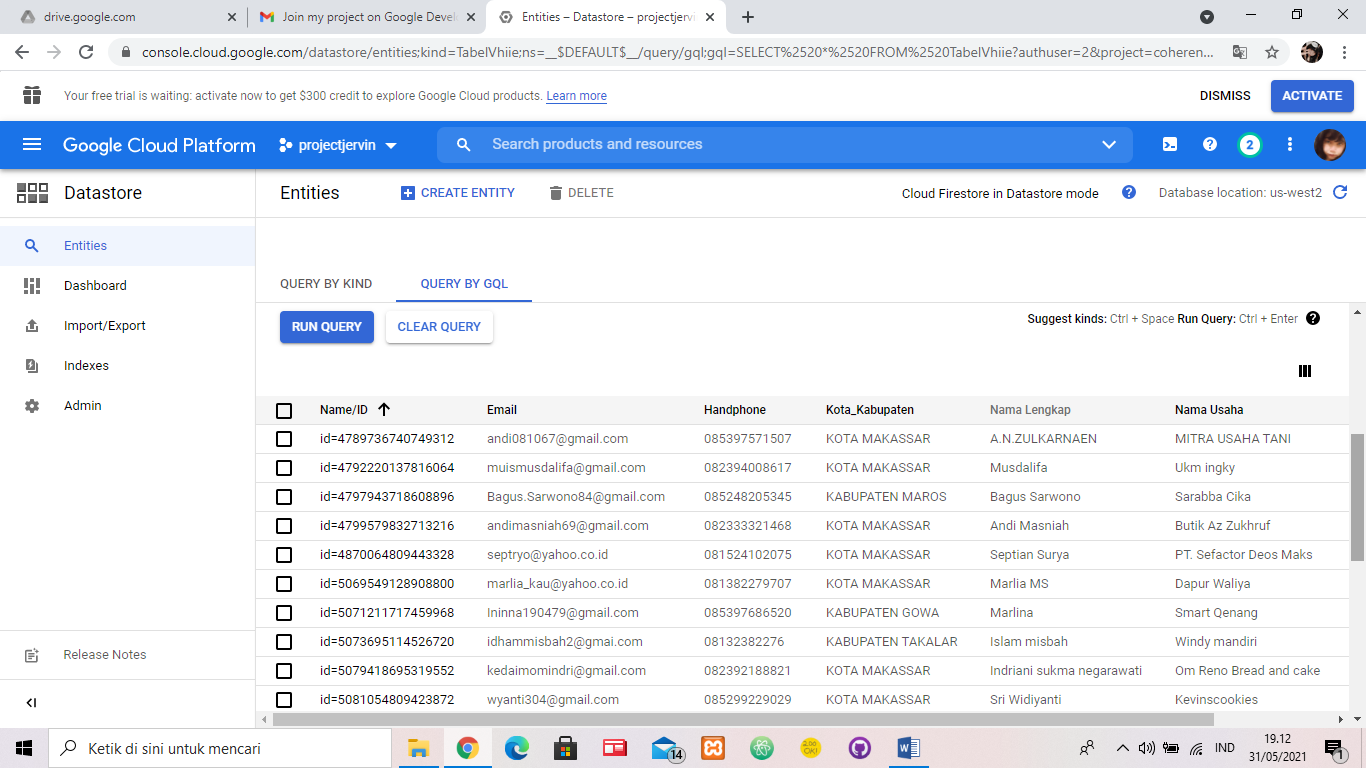 drive.google.com
Join my project on Google Devel
Entities – Datastore – projectjervi
console.cloud.google.com/datastore/entities;kind=TabelVhiie;ns=__$DEFAULT$__/query/gql;gql=SELECT%2520*%2520FROM%2520TabelVhiie?authuser=2&project=coheren...
Your free trial is waiting: activate now to get $300 credit to explore Google Cloud products. Learn more
DISMISS
ACTIVATE
Google Cloud Platform
projectjervin
Search products and resources
2
Datastore
Entities
CREATE ENTITY
DELETE
Cloud Firestore in Datastore mode
Database location: us-west2
Entities
Dashboard
Import/Export
Indexes
Admin
Release Notes
QUERY BY KIND
QUERY BY GQL
RUN QUERY
CLEAR QUERY
Suggest kinds: Ctrl + Space Run Query: Ctrl + Enter
Name/ID Email Handphone Kota_Kabupaten Nama Lengkap Nama Usaha
id=4789736740749312 andi081067@gmail.com 085397571507 KOTA MAKASSAR A.N.ZULKARNAEN MITRA USAHA TANI
id=4792220137816064 muismusdalifa@gmail.com 082394008617 KOTA MAKASSAR Musdalifa Ukm ingky
id=4797943718608896 Bagus.Sarwono84@gmail.com 085248205345 KABUPATEN MAROS Bagus Sarwono Sarabba Cika
id=4799579832713216 andimasniah69@gmail.com 082333321468 KOTA MAKASSAR Andi Masniah Butik Az Zukhruf
id=4870064809443328 septryo@yahoo.co.id 081524102075 KOTA MAKASSAR Septian Surya PT. Sefactor Deos Maks
id=5069549128908800 marlia_kau@yahoo.co.id 081382279707 KOTA MAKASSAR Marlia MS Dapur Waliya
id=5071211717459968 Ininna190479@gmail.com 085397686520 KABUPATEN GOWA Marlina Smart Qenang
id=5073695114526720 idhammisbah2@gmai.com 08132382276 KABUPATEN TAKALAR Islam misbah Windy mandiri
id=5079418695319552 kedaimomindri@gmail.com 082392188821 KOTA MAKASSAR Indriani sukma negarawati Om Reno Bread and cake
id=5081054809423872 wyanti304@gmail.com 085299229029 KOTA MAKASSAR Sri Widiyanti Kevinscookies
Ketik di sini untuk mencari
14
IND
19.12
31/05/2021
1